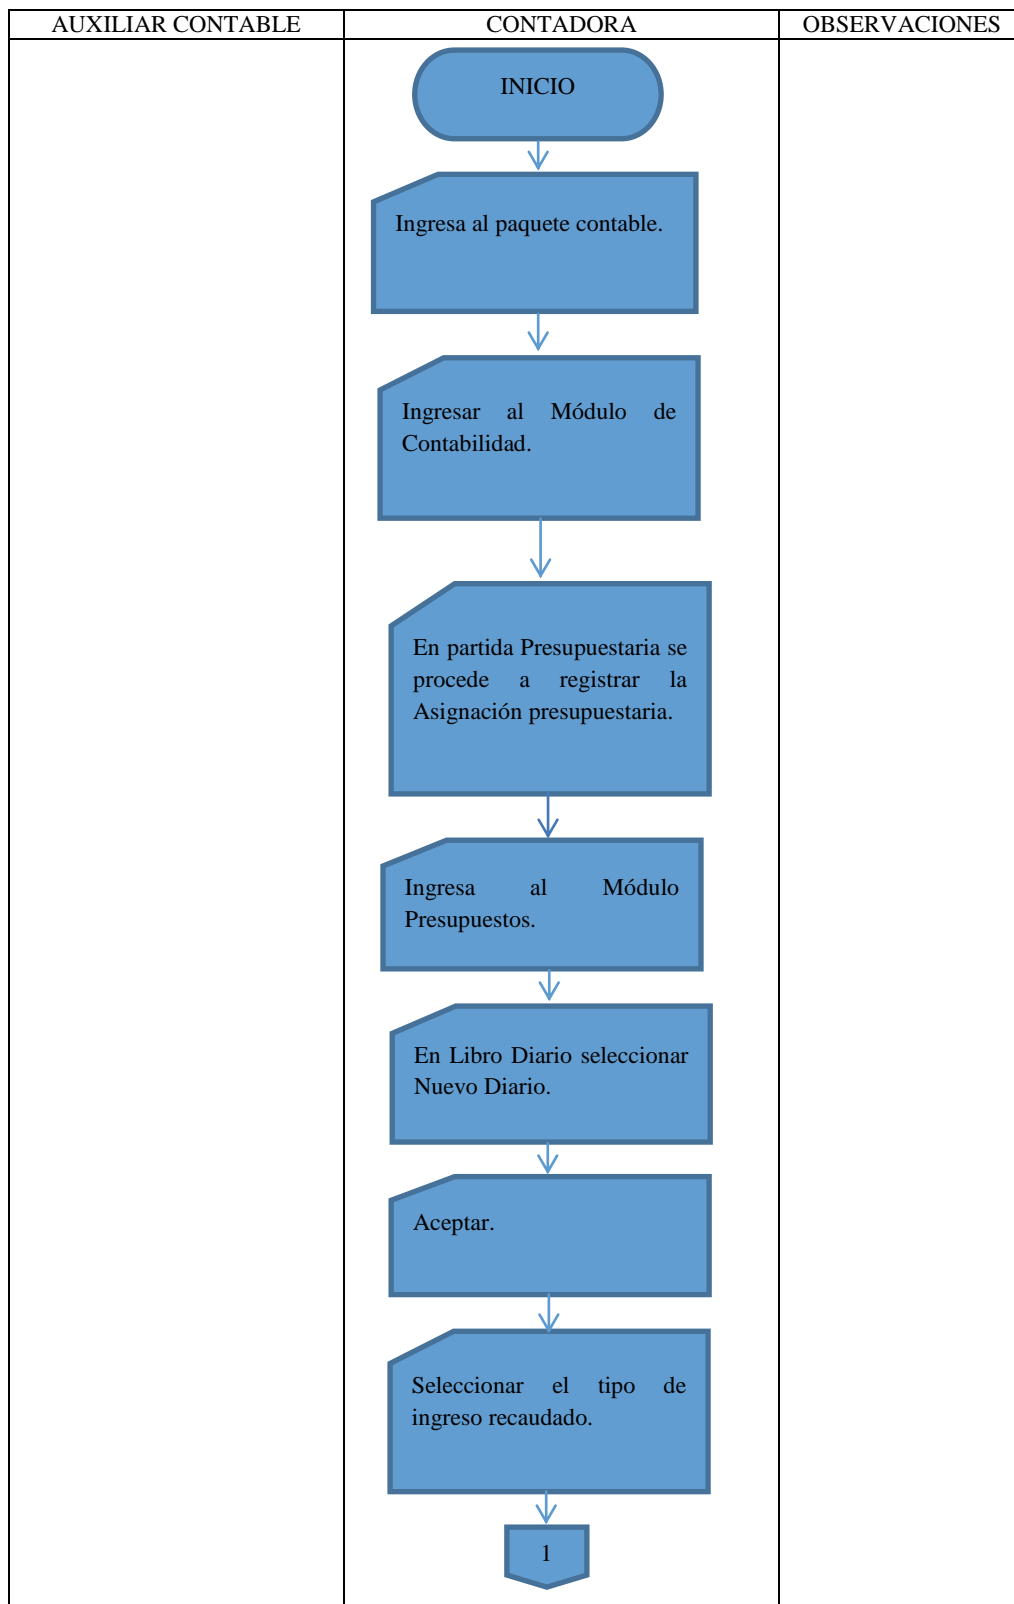 AUXILIAR CONTABLE
CONTADORA
OBSERVACIONES
INICIO
Ingresa al paquete contable.
Ingresar al Módulo de
Contabilidad.
En partida Presupuestaria se
procede a registrar la
Asignación presupuestaria.
Ingresa al Módulo
Presupuestos.
En Libro Diario seleccionar
Nuevo Diario.
Aceptar.
Seleccionar el tipo de
ingreso recaudado.
1